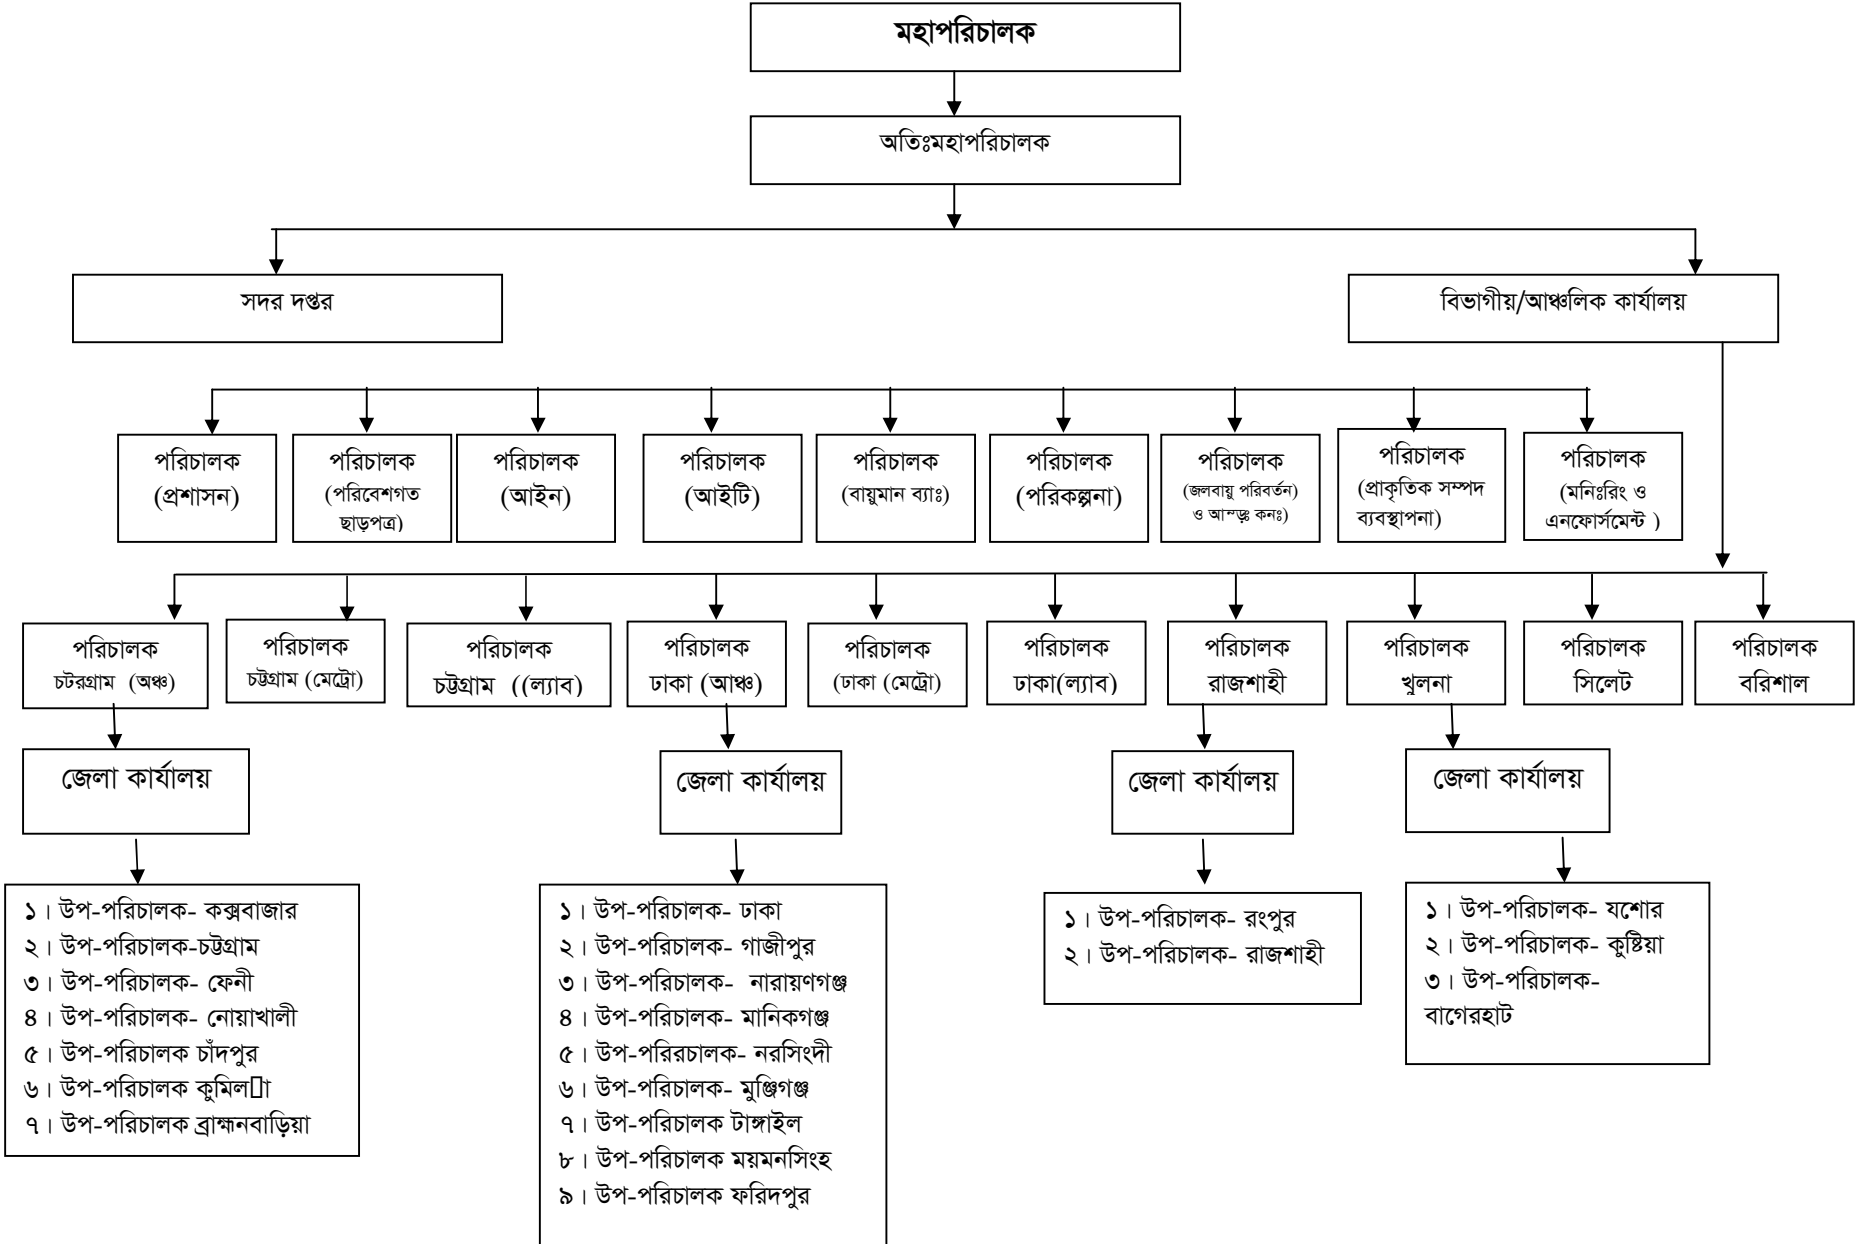 মহাপরিচালক
অতিঃমহাপরিচালক
সদর দপ্তর
বিভাগীয়/আঞ্চলিক কার্যালয়
পরিচালক
(প্রশাসন)
পরিচালক
(পরিবেশগত
ছাড়পত্র)
পরিচালক
(আইন)
পরিচালক
(আইটি)
পরিচালক
(বায়ুমান ব্যাঃ)
পরিচালক
(পরিকল্পনা)
পরিচালক
(জলবায়ু পরিবর্তন)
ও কনঃ)
পরিচালক
(প্রাকৃতিক সম্পদ
ব্যবস্থাপনা)
পরিচালক
(মনিঃরিং ও
এনফোর্সমেন্ট )
পরিচালক
চটরগ্রাম (অঞ্চ)
পরিচালক
চট্টগ্রাম (মেট্রো)
পরিচালক
চট্টগ্রাম ((ল্যাব)
পরিচালক
ঢাকা (আঞ্চ)
পরিচালক
(ঢাকা (মেট্রো)
পরিচালক
ঢাকা(ল্যাব)
পরিচালক
রাজশাহী
পরিচালক
খুলনা
পরিচালক
সিলেট
পরিচালক
বরিশাল
জেলা কার্যালয়
জেলা কার্যালয়
জেলা কার্যালয়
জেলা কার্যালয়
১। উপ-পরিচালক- কক্সবাজার
২। উপ-পরিচালক-চট্টগ্রাম
৩। উপ-পরিচালক- ফেনী
৪। উপ-পরিচালক- নোয়াখালী
৫। উপ-পরিচালক চাঁদপুর
৬। উপ-পরিচালক
৭। উপ-পরিচালক ব্রাহ্মনবাড়িয়া
১। উপ-পরিচালক- ঢাকা
২। উপ-পরিচালক- গাজীপুর
৩। উপ-পরিচালক- নারায়ণগঞ্জ
৪। উপ-পরিচালক- মানিকগঞ্জ
৫। উপ-পরিরচালক- নরসিংদী
৬। উপ-পরিচালক- মুঞ্জিগঞ্জ
৭। উপ-পরিচালক টাঙ্গাইল
৮। উপ-পরিচালক ময়মনসিংহ
৯। উপ-পরিচালক ফরিদপুর
১। উপ-পরিচালক- রংপুর
২। উপ-পরিচালক- রাজশাহী
১। উপ-পরিচালক- যশোর
২। উপ-পরিচালক- কুষ্টিয়া
৩। উপ-পরিচালক-
বাগেরহাট